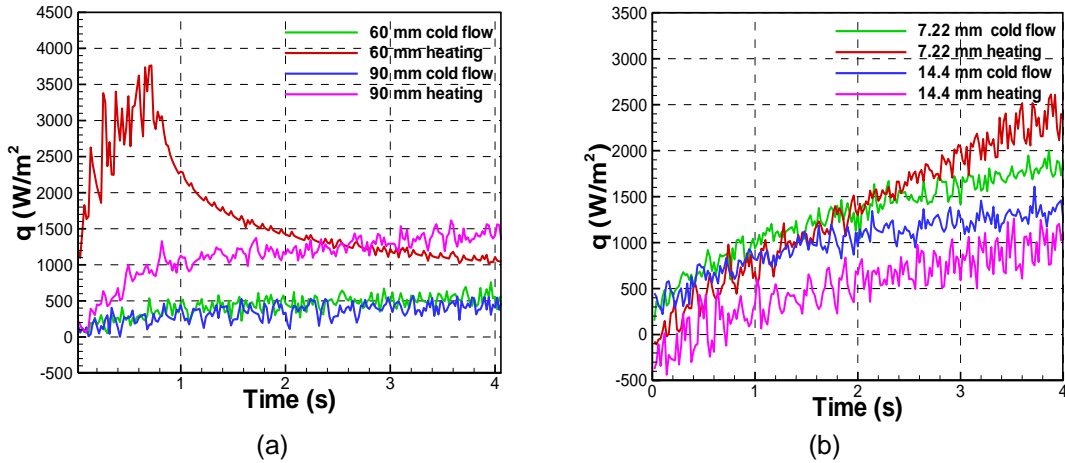 4500
4000
3500
3000
2500
2000
1500
1000
500
0
-500
q (W/m²)
60 mm cold flow
60 mm heating
90 mm cold flow
90 mm heating
1
2
3
4
Time (s)
(a)
3500
3000
2500
2000
1500
1000
500
0
-500
q (W/m²)
7.22 mm cold flow
7.22 mm heating
14.4 mm cold flow
14.4 mm heating
0
1
2
3
4
Time (s)
(b)